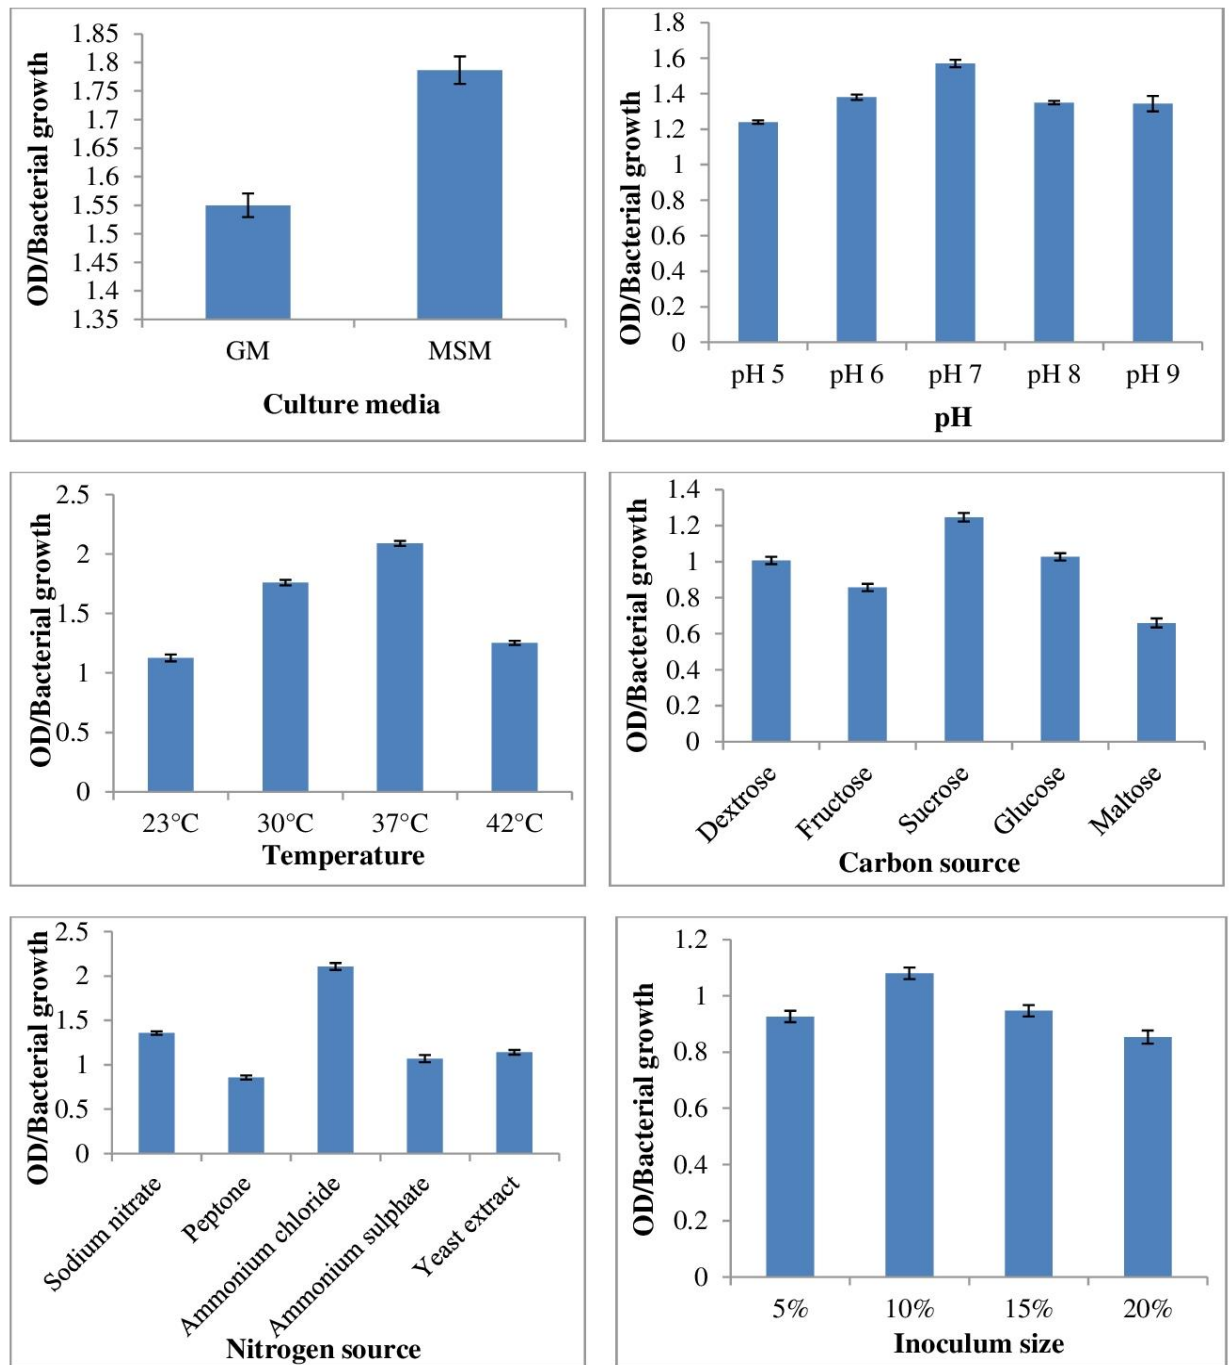 OD/Bacterial growth
1.85
1.8
1.75
1.7
1.65
1.6
1.55
1.5
1.45
1.4
1.35
GM MSM
Culture media
OD/Bacterial growth
1.8
1.6
1.4
1.2
1
0.8
0.6
0.4
0.2
0
pH 5 pH 6 pH 7 pH 8 pH 9
pH
OD/Bacterial growth
2.5
2
1.5
1
0.5
0
23°C 30°C 37°C 42°C
Temperature
OD/Bacterial growth
1.4
1.2
1
0.8
0.6
0.4
0.2
0
Dextrose
Fructose
Sucrose
Glucose
Maltose
Carbon source
OD/Bacterial growth
2.5
2
1.5
1
0.5
0
Sodium nitrate
Peptone
Ammonium chloride
Ammonium sulphate
Yeast extract
Nitrogen source
OD/Bacterial growth
1.2
1
0.8
0.6
0.4
0.2
0
5% 10% 15% 20%
Inoculum size